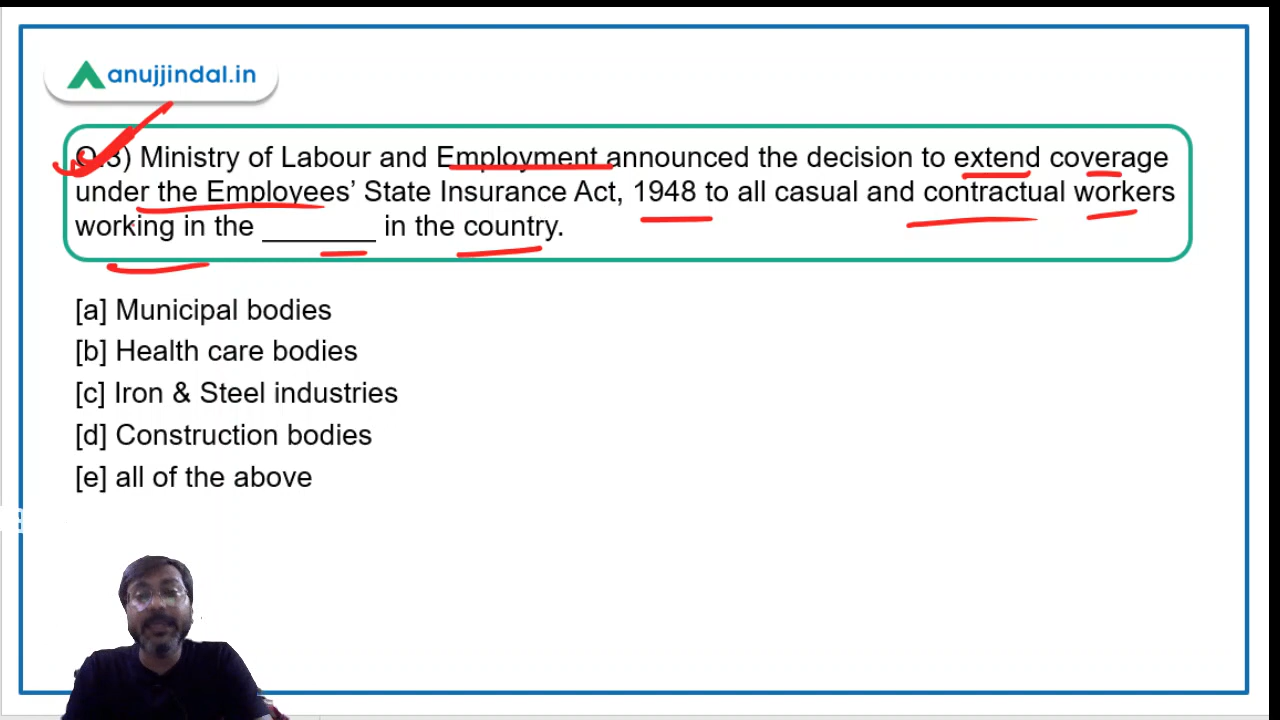 anujjindal.in
Q.3) Ministry of Labour and Employment announced the decision to extend coverage
under the Employees’ State Insurance Act, 1948 to all casual and contractual workers
working in the ________ in the country.
[a] Municipal bodies
[b] Health care bodies
[c] Iron & Steel industries
[d] Construction bodies
[e] all of the above